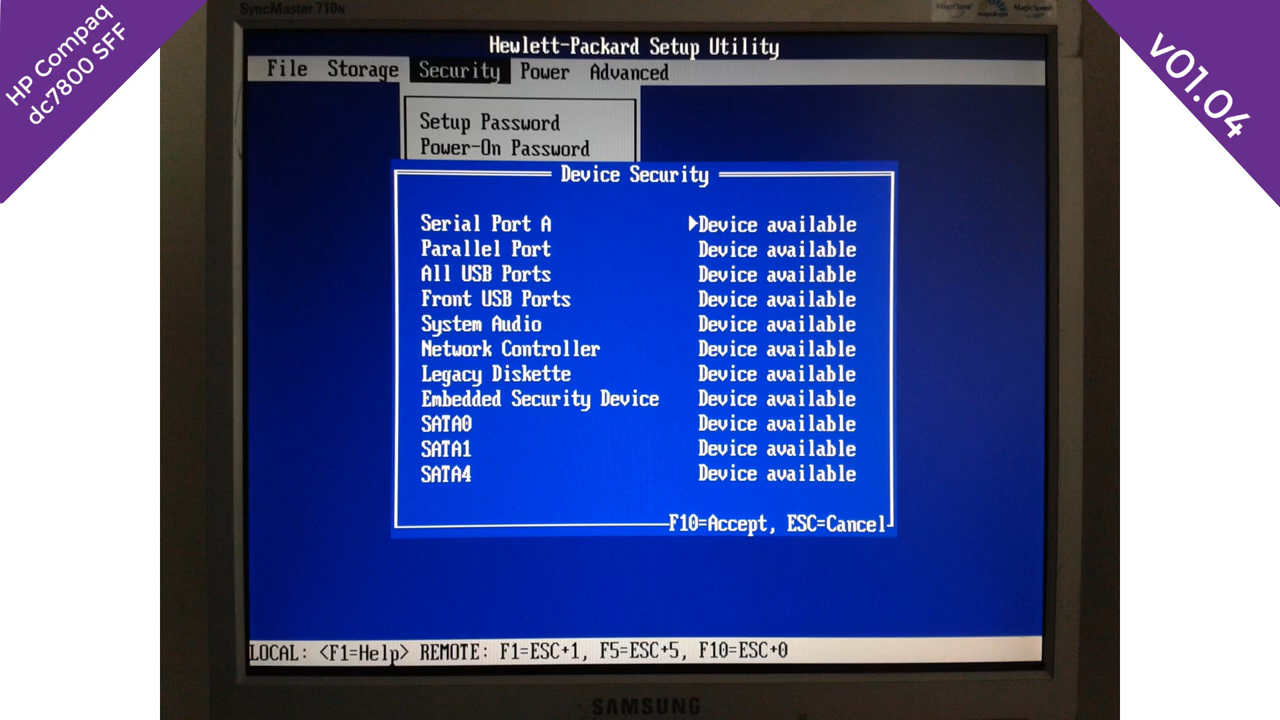 HP Compaq
dc7800 SFF
v01.04
SyncMaster 710N
MagicBright
MagicSpeed
Hewlett-Packard Setup Utility
File Storage Security Power Advanced
Setup Password
Power-On Password
Device Security
Serial Port A ▶Device available
Parallel Port Device available
All USB Ports Device available
Front USB Ports Device available
System Audio Device available
Network Controller Device available
Legacy Diskette Device available
Embedded Security Device Device available
SATA0 Device available
SATA1 Device available
SATA4 Device available
F10=Accept, ESC=Cancel
LOCAL: <F1=Help> REMOTE: F1=ESC+1, F5=ESC+5, F10=ESC+0
SAMSUNG